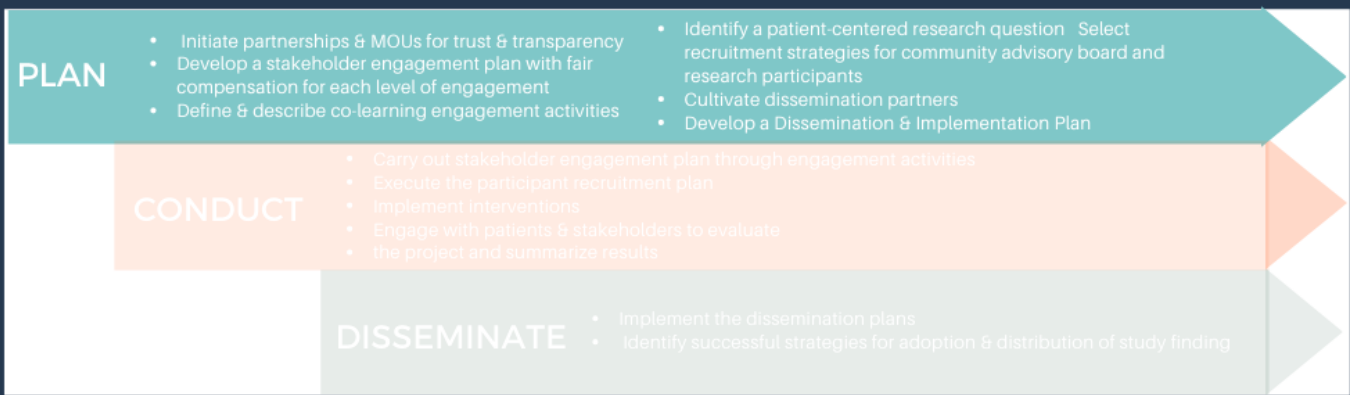 PLAN
• Initiate partnerships & MOUs for trust & transparency
• Develop a stakeholder engagement plan with fair
compensation for each level of engagement
• Define & describe co-learning engagement activities
• Identify a patient-centered research question Select
recruitment strategies for community advisory board and
research participants
• Cultivate dissemination partners
• Develop a Dissemination & Implementation Plan
CONDUCT
• Carry out stakeholder engagement plan through engagement activities
• Execute the participant recruitment plan
• Implement interventions
• Engage with patients & stakeholders to evaluate
• the project and summarize results
DISSEMINATE
• Implement the dissemination plans
• Identify successful strategies for adoption & distribution of study finding